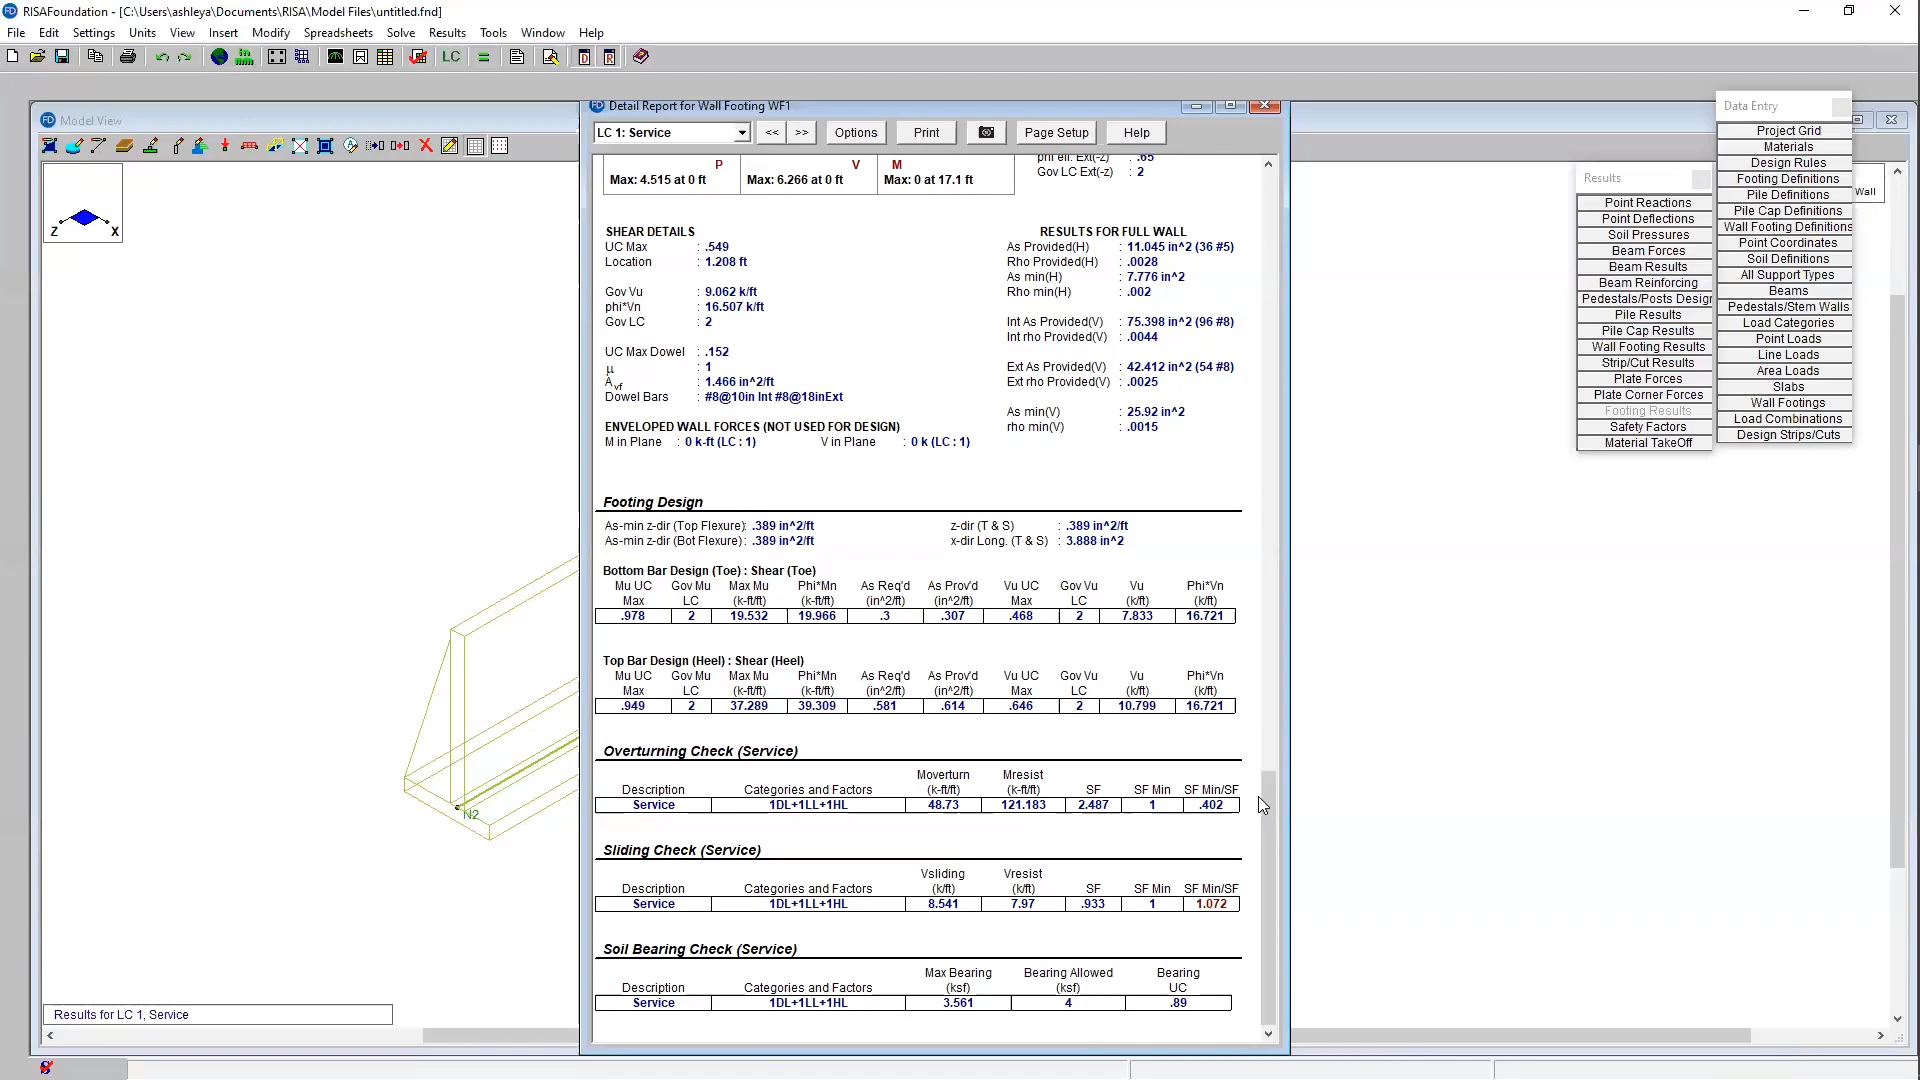 RISAFoundation - [C:\Users\ashleya\Documents\RISA\Model Files\untitled.fnd]
File Edit Settings Units View Insert Modify Spreadsheets Solve Results Tools Window Help
LC
Model View
Z X
N2
Results for LC 1, Service
Detail Report for Wall Footing WF1
LC 1: Service << >> Options Print Page Setup Help
P V M
Max: 4.515 at 0 ft Max: 6.266 at 0 ft Max: 0 at 17.1 ft
phi eff. Ext(-z) : .65
Gov LC Ext(-z) : 2
SHEAR DETAILS
UC Max : .549
Location : 1.208 ft
Gov Vu : 9.062 k/ft
phi*Vn : 16.507 k/ft
Gov LC : 2
UC Max Dowel : .152
μ : 1
Avf : 1.466 in^2/ft
Dowel Bars : #8@10in Int #8@18inExt
RESULTS FOR FULL WALL
As Provided(H) : 11.045 in^2 (36 #5)
Rho Provided(H) : .0028
As min(H) : 7.776 in^2
Rho min(H) : .002
Int As Provided(V) : 75.398 in^2 (96 #8)
Int rho Provided(V) : .0044
Ext As Provided(V) : 42.412 in^2 (54 #8)
Ext rho Provided(V) : .0025
As min(V) : 25.92 in^2
rho min(V) : .0015
ENVELOPED WALL FORCES (NOT USED FOR DESIGN)
M in Plane : 0 k-ft (LC : 1) V in Plane : 0 k (LC : 1)
Footing Design
As-min z-dir (Top Flexure): .389 in^2/ft z-dir (T & S) : .389 in^2/ft
As-min z-dir (Bot Flexure) : .389 in^2/ft x-dir Long. (T & S) : 3.888 in^2
Bottom Bar Design (Toe) : Shear (Toe)
Mu UC Gov Mu Max Mu Phi*Mn As Req'd As Prov'd Vu UC Gov Vu Vu Phi*Vn
Max LC (k-ft/ft) (k-ft/ft) (in^2/ft) (in^2/ft) Max LC (k/ft) (k/ft)
.978 2 19.532 19.966 .3 .307 .468 2 7.833 16.721
Top Bar Design (Heel) : Shear (Heel)
Mu UC Gov Mu Max Mu Phi*Mn As Req'd As Prov'd Vu UC Gov Vu Vu Phi*Vn
Max LC (k-ft/ft) (k-ft/ft) (in^2/ft) (in^2/ft) Max LC (k/ft) (k/ft)
.949 2 37.289 39.309 .581 .614 .646 2 10.799 16.721
Overturning Check (Service)
Moverturn Mresist
Description Categories and Factors (k-ft/ft) (k-ft/ft) SF SF Min SF Min/SF
Service 1DL+1LL+1HL 48.73 121.183 2.487 1 .402
Sliding Check (Service)
Vsliding Vresist
Description Categories and Factors (k/ft) (k/ft) SF SF Min SF Min/SF
Service 1DL+1LL+1HL 8.541 7.97 .933 1 1.072
Soil Bearing Check (Service)
Max Bearing Bearing Allowed Bearing
Description Categories and Factors (ksf) (ksf) UC
Service 1DL+1LL+1HL 3.561 4 .89
Results
Point Reactions
Point Deflections
Soil Pressures
Beam Forces
Beam Results
Beam Reinforcing
Pedestals/Posts Design
Pile Results
Pile Cap Results
Wall Footing Results
Strip/Cut Results
Plate Forces
Plate Corner Forces
Footing Results
Safety Factors
Material TakeOff
Data Entry
Project Grid
Materials
Design Rules
Footing Definitions
Pile Definitions
Pile Cap Definitions
Wall Footing Definitions
Point Coordinates
Soil Definitions
All Support Types
Beams
Pedestals/Stem Walls
Load Categories
Point Loads
Line Loads
Area Loads
Slabs
Wall Footings
Load Combinations
Design Strips/Cuts
Wall